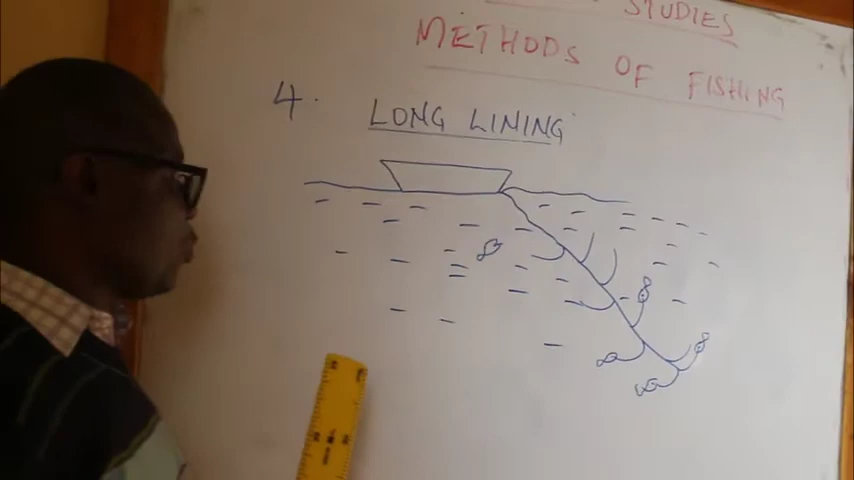 STUDIES
METHODS OF FISHING
4. LONG LINING